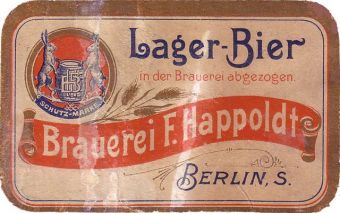 Lager-Bier
in der Brauerei abgezogen.
SCHUTZ-MARKE
Brauerei F. Happoldt
BERLIN, S.